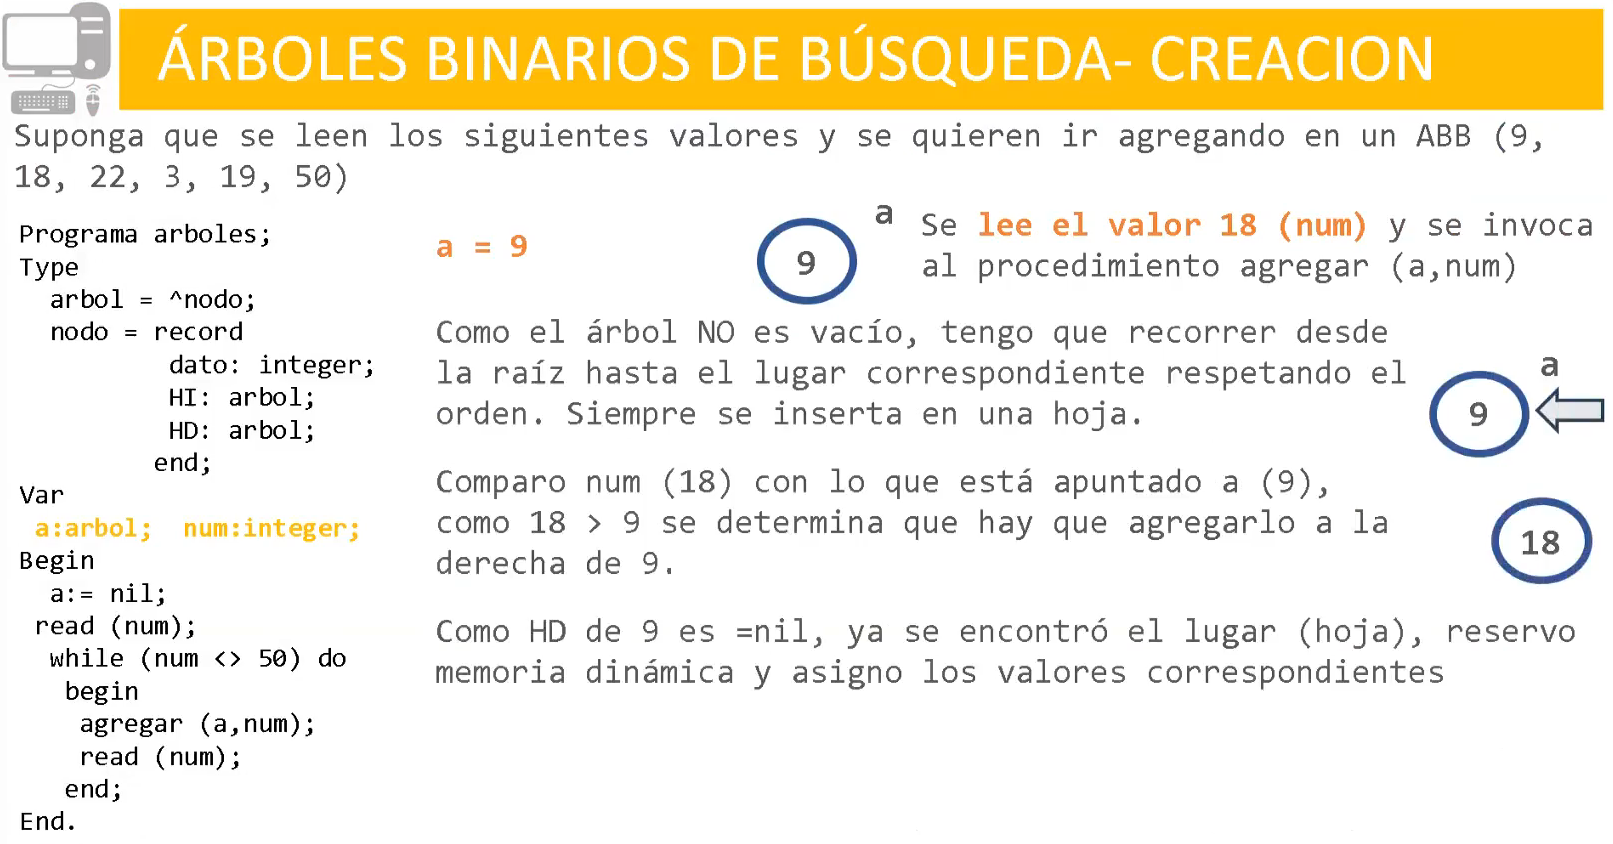 ÁRBOLES BINARIOS DE BÚSQUEDA- CREACION
Suponga que se leen los siguientes valores y se quieren ir agregando en un ABB (9,
18, 22, 3, 19, 50)
Programa arboles;
Type
arbol = ^nodo;
nodo = record
dato: integer;
HI: arbol;
HD: arbol;
end;
Var
a:arbol; num:integer;
Begin
a:= nil;
read (num);
while (num <> 50) do
begin
agregar (a,num);
read (num);
end;
End.
a = 9
9
a
Se lee el valor 18 (num) y se invoca
al procedimiento agregar (a,num)
Como el árbol NO es vacío, tengo que recorrer desde
la raíz hasta el lugar correspondiente respetando el
orden. Siempre se inserta en una hoja.
a
9
Comparo num (18) con lo que está apuntado a (9),
como 18 > 9 se determina que hay que agregarlo a la
derecha de 9.
18
Como HD de 9 es =nil, ya se encontró el lugar (hoja), reservo
memoria dinámica y asigno los valores correspondientes